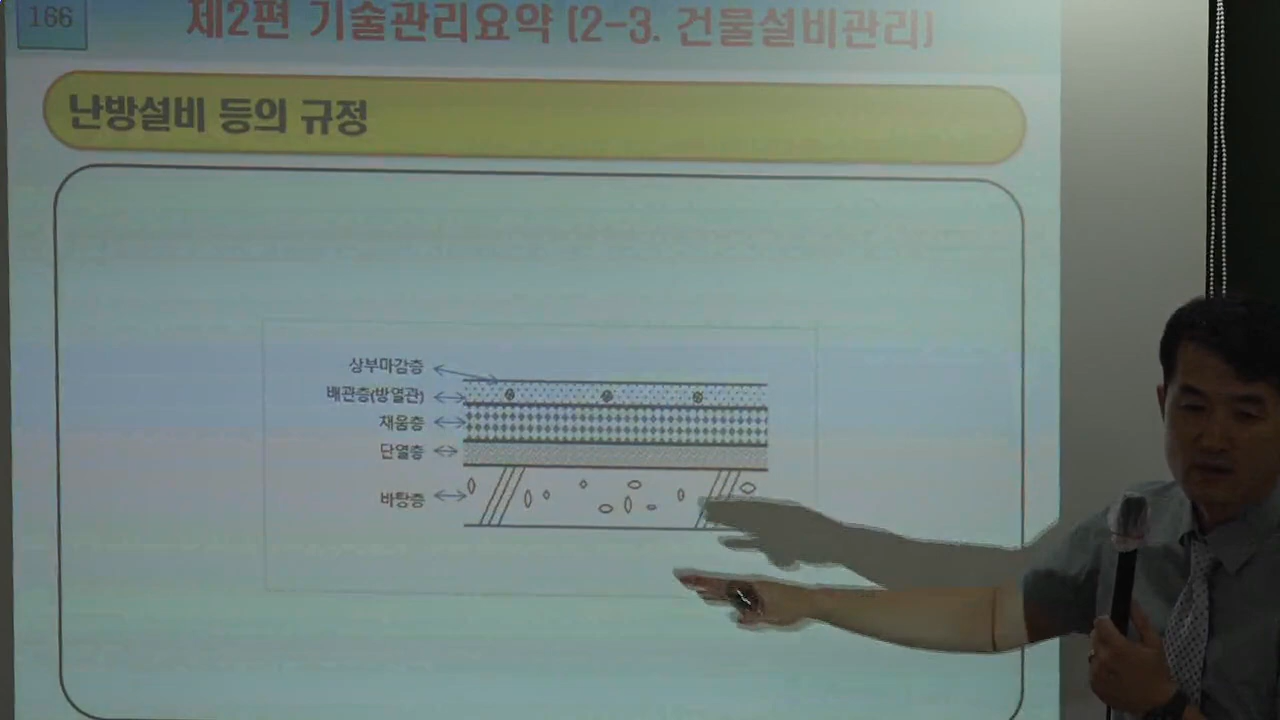 166
제2편 기술관리요약 (2-3. 건물설비관리)
난방설비 등의 규정
상부마감층
배관층(방열관)
재움층
단열층
바탕층